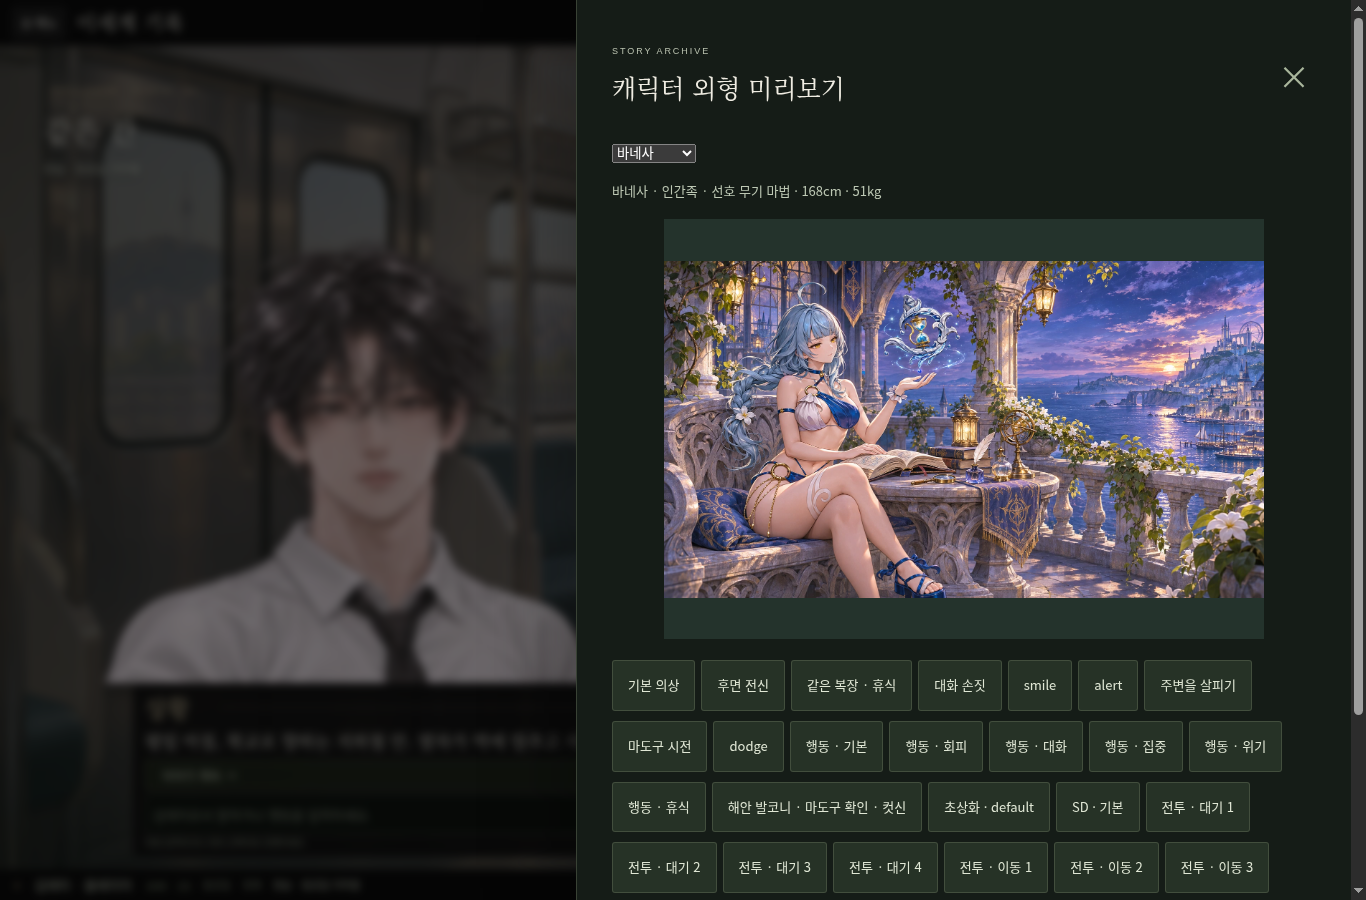 STORY ARCHIVE
캐릭터 외형 미리보기
바네사
바네사 · 인간족 · 선호 무기 마법 · 168cm · 51kg
기본 의상
후면 전신
같은 복장 · 휴식
대화 손짓
smile
alert
주변을 살피기
마도구 시전
dodge
행동 · 기본
행동 · 회피
행동 · 대화
행동 · 집중
행동 · 위기
행동 · 휴식
해안 발코니 · 마도구 확인 · 컷신
초상화 · default
SD · 기본
전투 · 대기 1
전투 · 대기 2
전투 · 대기 3
전투 · 대기 4
전투 · 이동 1
전투 · 이동 2
전투 · 이동 3